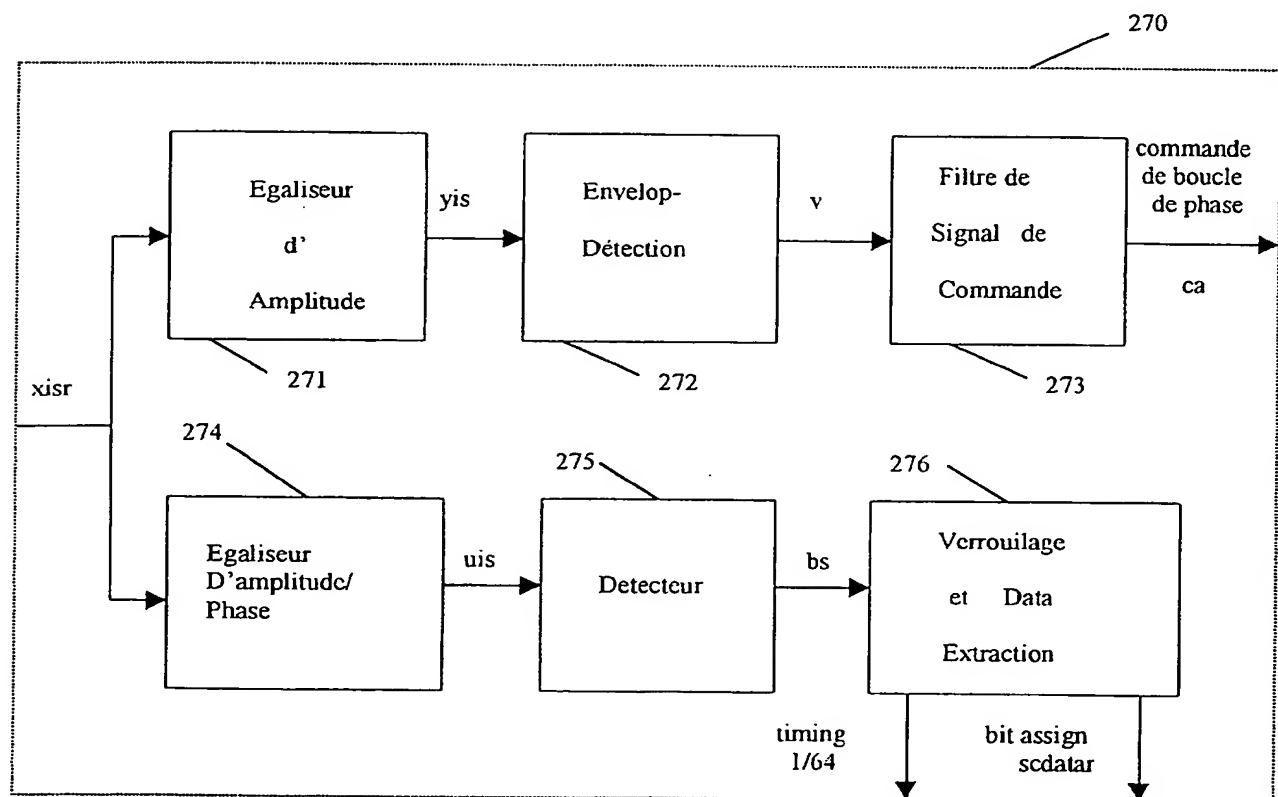 270
Egaliseur
d'
Amplitude
yis
Envelop-
Détection
v
Filtre de
Signal de
Commande
commande
de boucle
de phase
ca
271
272
273
xisr
274
275
276
Egaliseur
D'amplitude/
Phase
uis
Detecteur
bs
Verrouilage
et Data
Extraction
timing
1/64
bit assign
scdatar